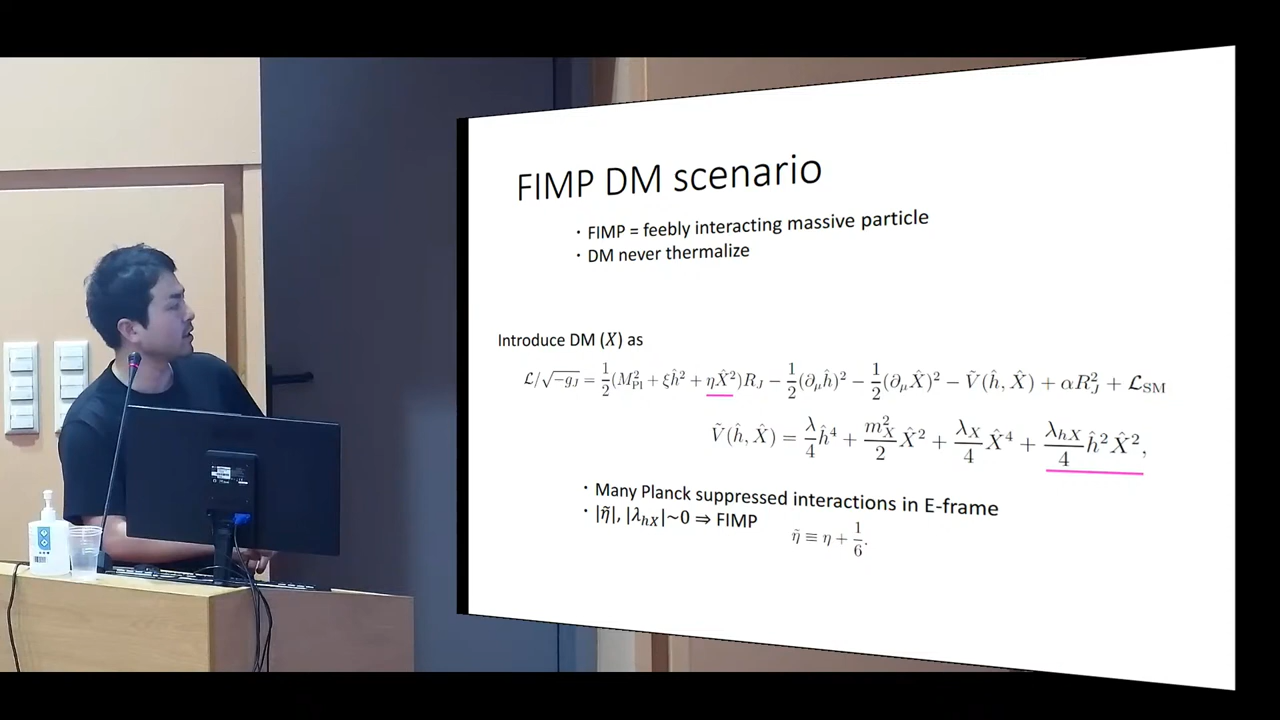 FIMP DM scenario
・FIMP = feebly interacting massive particle
・DM never thermalize
Introduce DM (X) as
ℒ/√−g_J = 1/2(M_Pl² + ξĥ² + ηX̂²)R_J − 1/2(∂_μĥ)² − 1/2(∂_μX̂)² − Ṽ(ĥ, X̂) + αR_J² + ℒ_SM
Ṽ(ĥ, X̂) = λ/4 ĥ⁴ + m_X²/2 X̂² + λ_X/4 X̂⁴ + λ_hX/4 ĥ²X̂²,
・Many Planck suppressed interactions in E-frame
・|η̃|, |λ_hX|~0 ⇒ FIMP
η̃ ≡ η + 1/6.